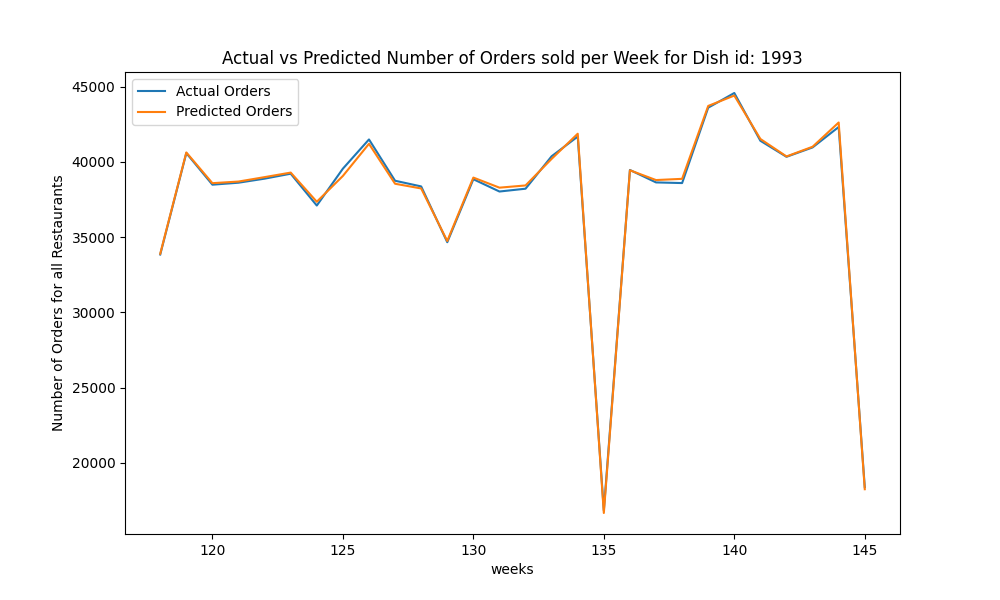 Actual vs Predicted Number of Orders sold per Week for Dish id: 1993
Actual Orders
Predicted Orders
Number of Orders for all Restaurants
45000
40000
35000
30000
25000
20000
120 125 130 135 140 145
weeks